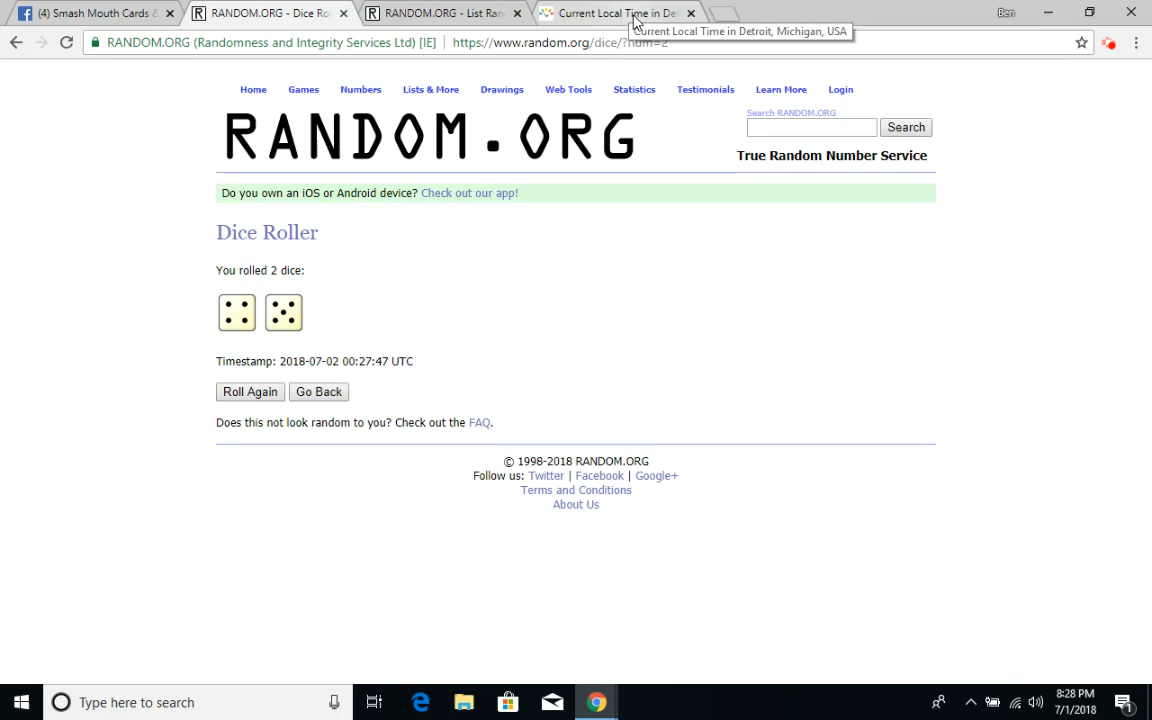 (4) Smash Mouth Cards &
RANDOM.ORG - Dice Ro
RANDOM.ORG - List Ran
Current Local Time in De
Ben
Current Local Time in Detroit, Michigan, USA
RANDOM.ORG (Randomness and Integrity Services Ltd) [IE]
https://www.random.org/dice/?num=2
Home Games Numbers Lists & More Drawings Web Tools Statistics Testimonials Learn More Login
RANDOM.ORG
Search RANDOM.ORG
Search
True Random Number Service
Do you own an iOS or Android device? Check out our app!
Dice Roller
You rolled 2 dice:
Timestamp: 2018-07-02 00:27:47 UTC
Roll Again Go Back
Does this not look random to you? Check out the FAQ.
© 1998-2018 RANDOM.ORG
Follow us: Twitter | Facebook | Google+
Terms and Conditions
About Us
Type here to search
8:28 PM
7/1/2018
1